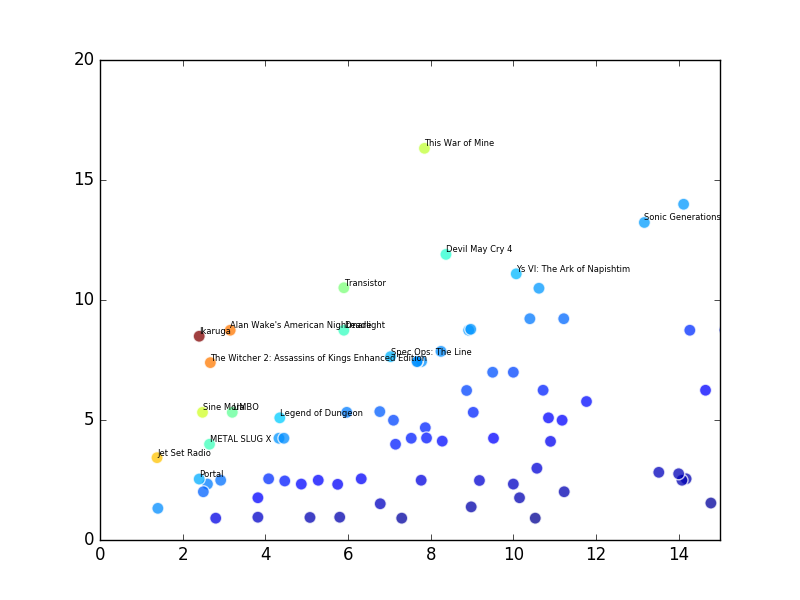 20
This War of Mine
15
Sonic Generations
Devil May Cry 4
Ys VI: The Ark of Napishtim
Transistor
10
Alan Wake's American Nightmare
Deadlight
Ikaruga
Spec Ops: The Line
The Witcher 2: Assassins of Kings Enhanced Edition
Sine Mora
LIMBO
Legend of Dungeon
5
METAL SLUG X
Jet Set Radio
Portal
0
0 2 4 6 8 10 12 14